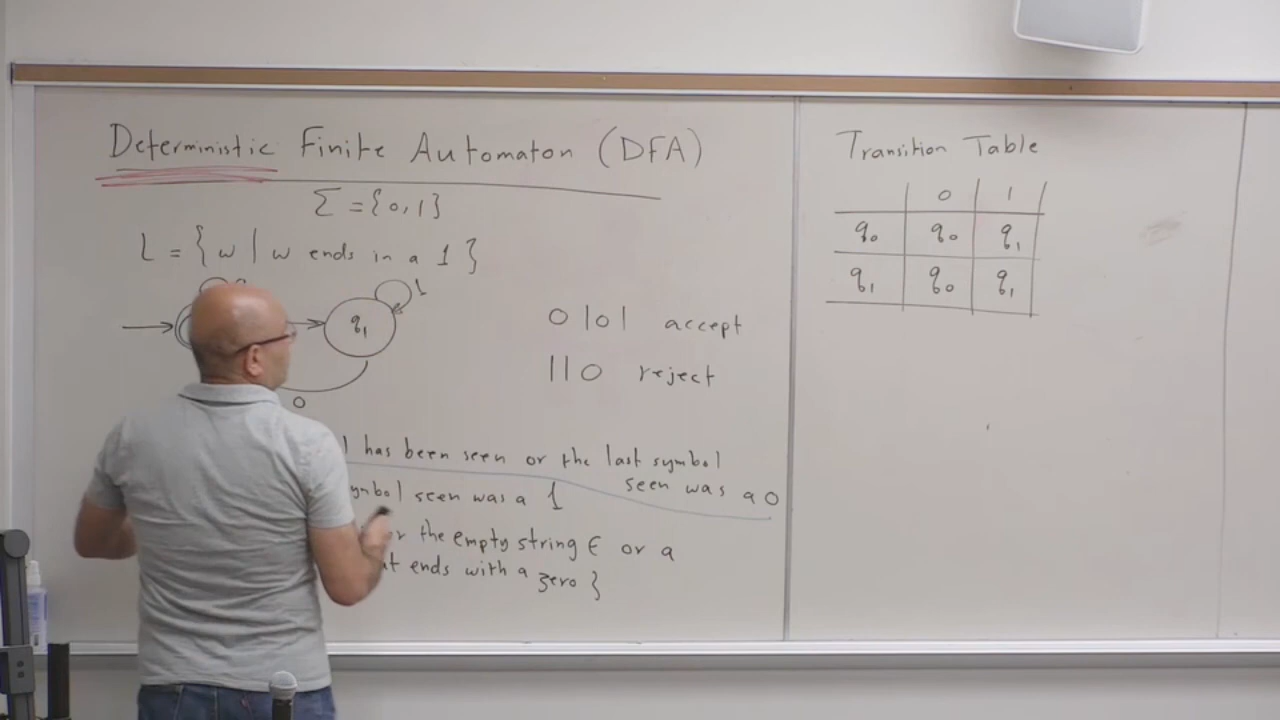 Deterministic Finite Automaton (DFA)
Σ = {0,1}
L = { w | w ends in a 1 }
1
q₁
0
0101 accept
110 reject
1 has been seen or the last symbol
seen was a 0
symbol seen was a 1
the empty string ∈ or a
ends with a zero }
Transition Table
0 1
q₀ q₀ q₁
q₁ q₀ q₁